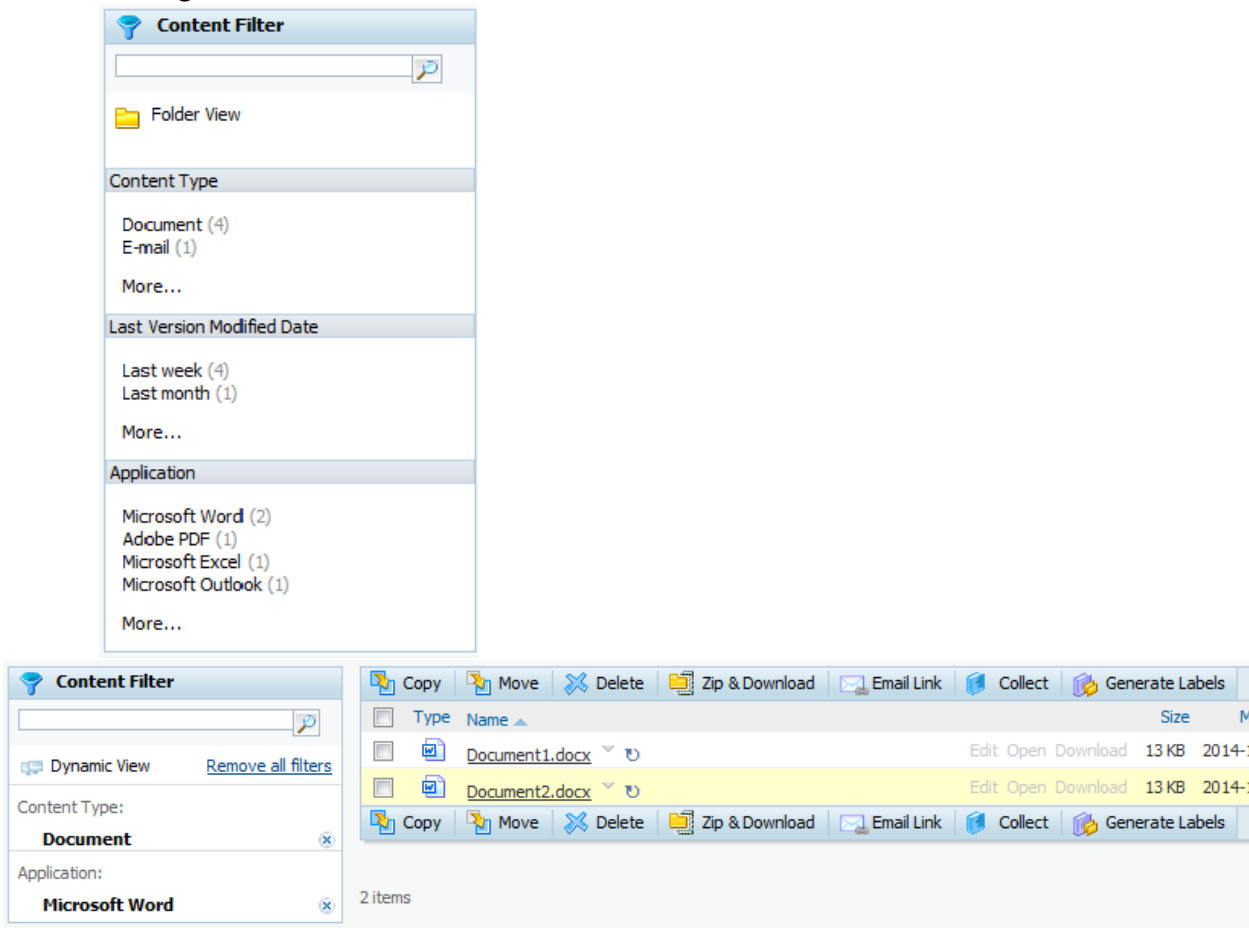 Content Filter
Folder View
Content Type
Document (4)
E-mail (1)
More...
Last Version Modified Date
Last week (4)
Last month (1)
More...
Application
Microsoft Word (2)
Adobe PDF (1)
Microsoft Excel (1)
Microsoft Outlook (1)
More...
Content Filter
Dynamic View Remove all filters
Content Type:
Document
Application:
Microsoft Word
Copy Move Delete Zip & Download Email Link Collect Generate Labels
Type Name Size M
Document1.docx Edit Open Download 13 KB 2014-1
Document2.docx Edit Open Download 13 KB 2014-1
Copy Move Delete Zip & Download Email Link Collect Generate Labels
2 items